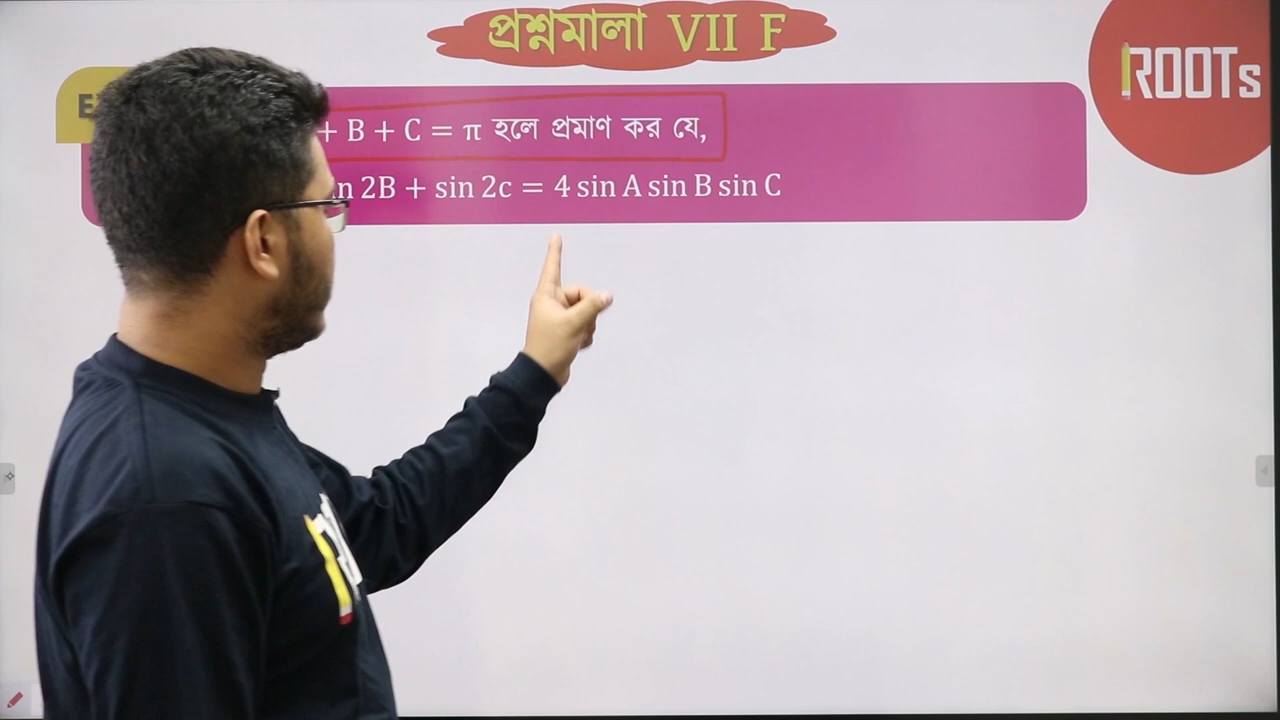 প্রশ্নমালা VII F
ROOTs
E
+ B + C = π হলে প্রমাণ কর যে,
n 2B + sin 2c = 4 sin A sin B sin C